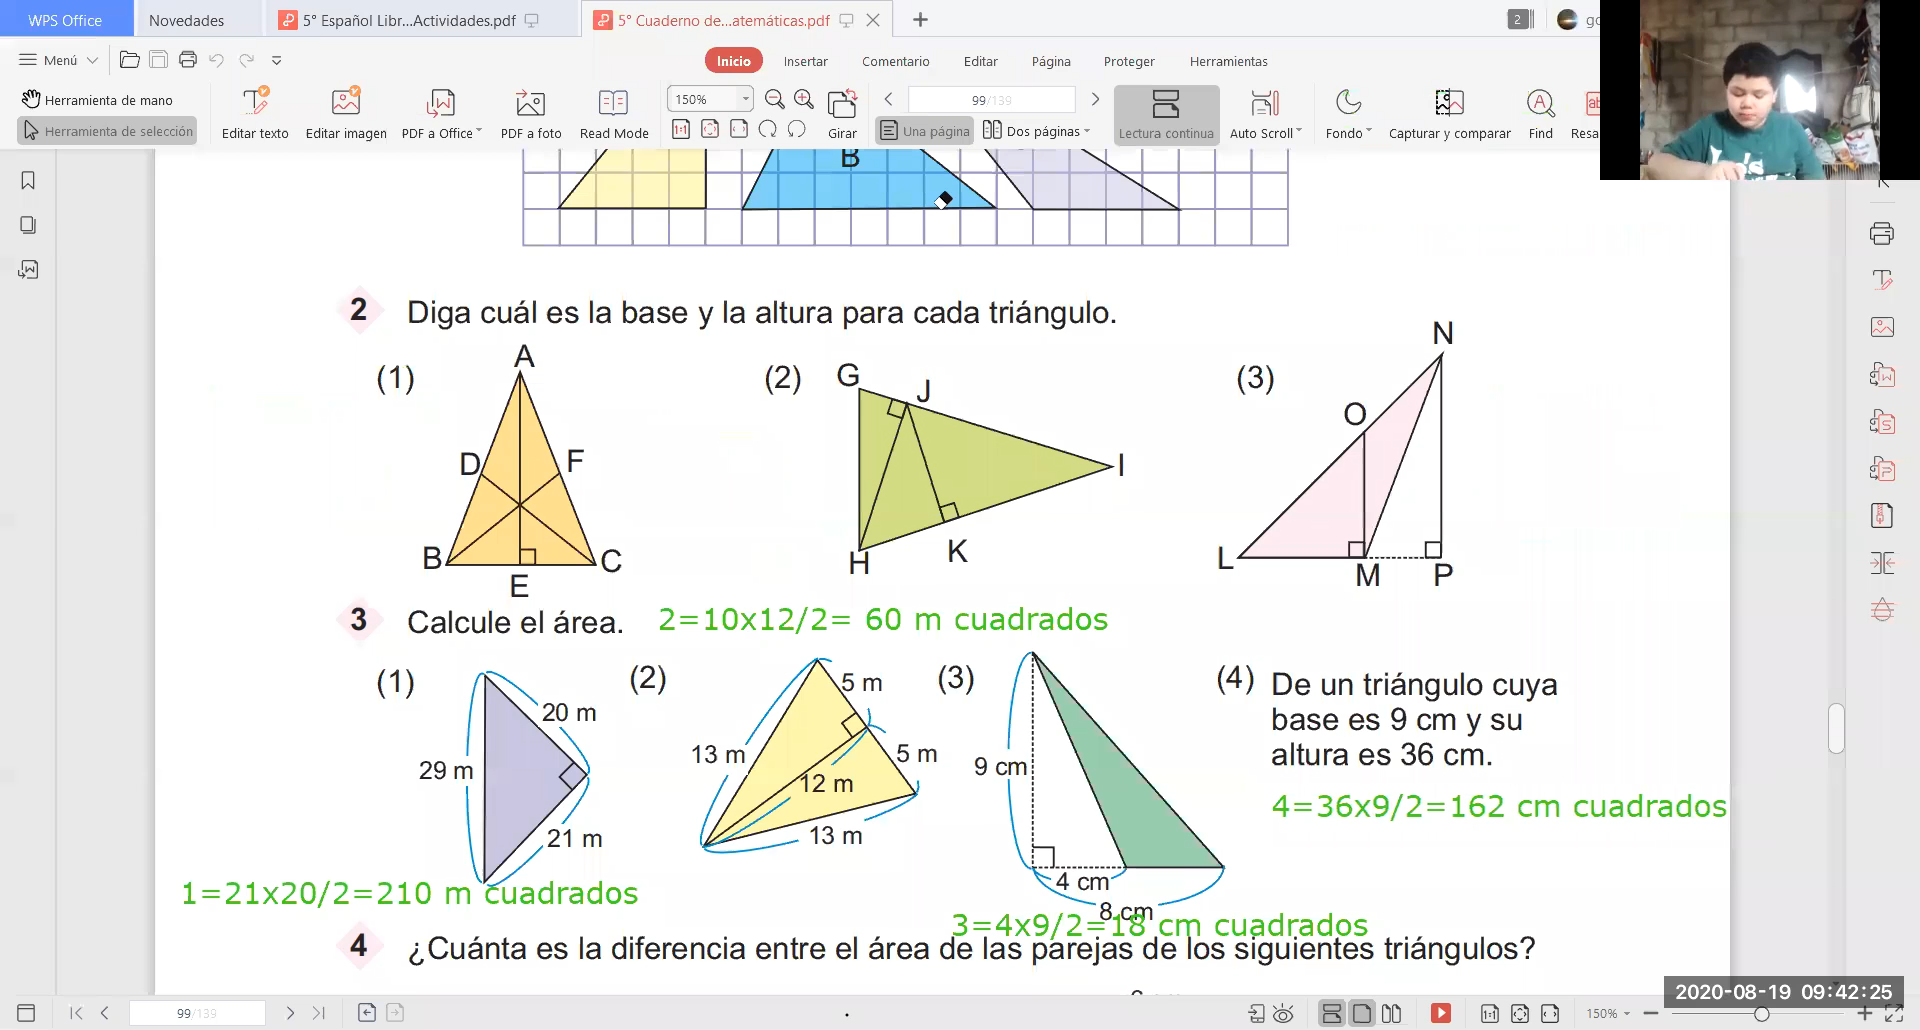 WPS Office
Novedades
5° Español Libr...Actividades.pdf
5° Cuaderno de...atemáticas.pdf
2
Menú
Inicio
Insertar
Comentario
Editar
Página
Proteger
Herramientas
Herramienta de mano
Herramienta de selección
Editar texto
Editar imagen
PDF a Office
PDF a foto
Read Mode
150%
Girar
99/139
Una página
Dos páginas
Lectura continua
Auto Scroll
Fondo
Capturar y comparar
Find
B
2 Diga cuál es la base y la altura para cada triángulo.
(1)
A
D
F
B
C
E
(2)
G
J
I
H
K
(3)
N
O
L
M
P
3 Calcule el área.
2=10x12/2= 60 m cuadrados
(1)
20 m
29 m
21 m
1=21x20/2=210 m cuadrados
(2)
5 m
13 m
5 m
12 m
13 m
(3)
9 cm
4 cm
8 cm
3=4x9/2=18 cm cuadrados
(4) De un triángulo cuya
base es 9 cm y su
altura es 36 cm.
4=36x9/2=162 cm cuadrados
4 ¿Cuánta es la diferencia entre el área de las parejas de los siguientes triángulos?
2020-08-19 09:42:25
99/139
150%